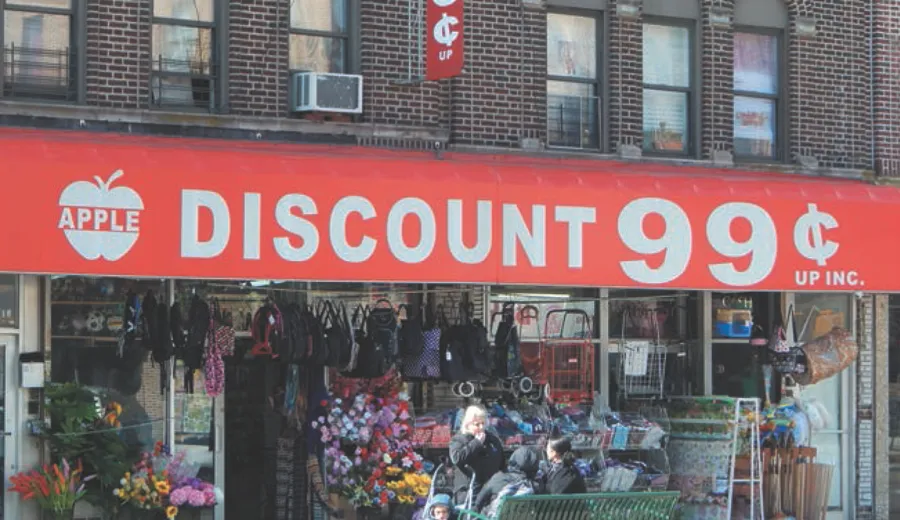 ¢
UP
APPLE
DISCOUNT 99¢
UP INC.